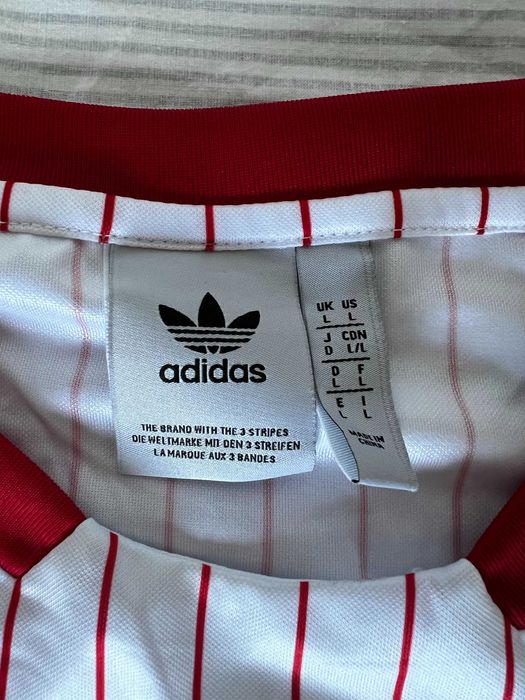 adidas
THE BRAND WITH THE 3 STRIPES
DIE WELTMARKE MIT DEN 3 STREIFEN
LA MARQUE AUX 3 BANDES
UK US
L L
J CDN
D L/L
D F
L L
E I
L L
MADE IN
CHINA